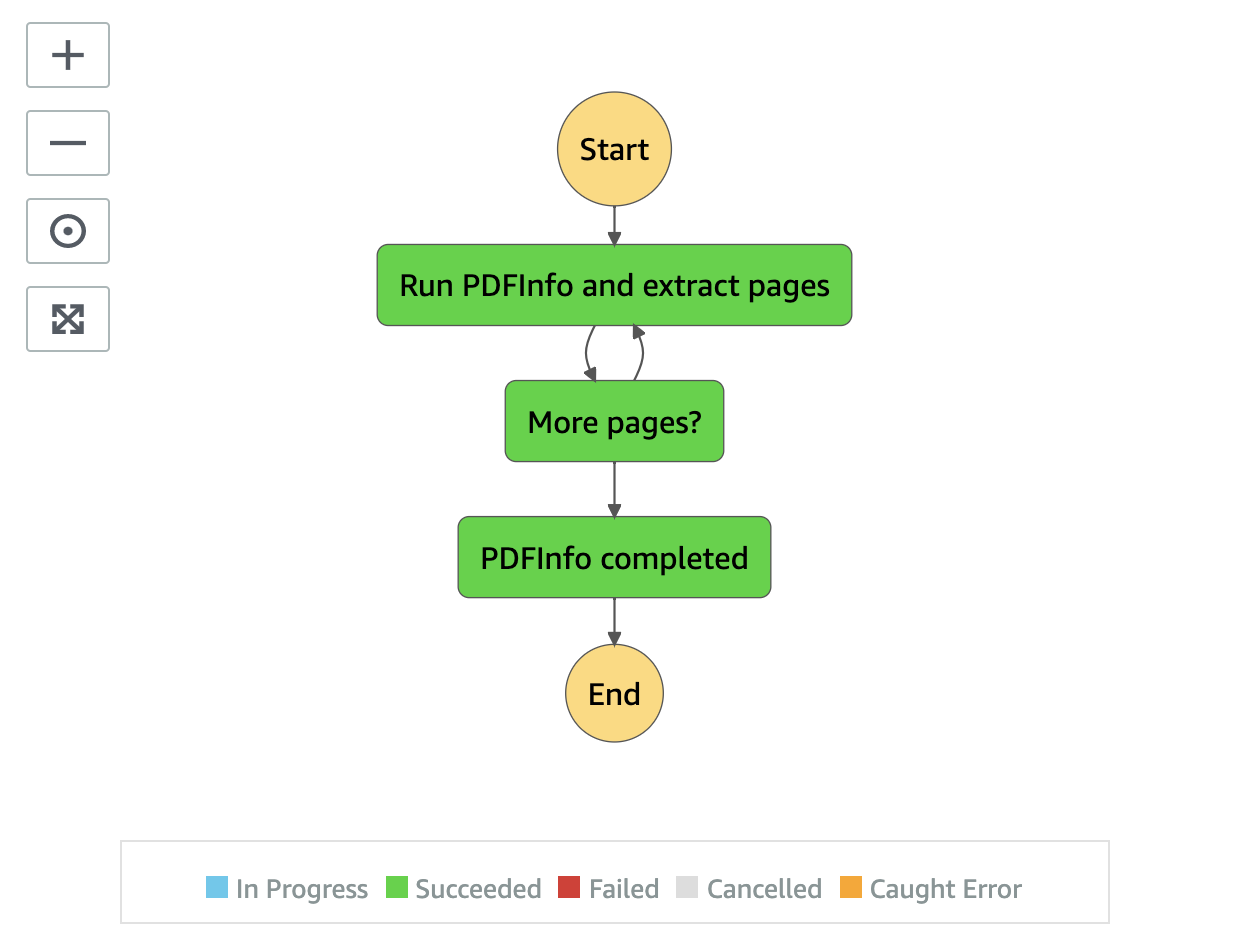 Start
Run PDFInfo and extract pages
More pages?
PDFInfo completed
End
In Progress Succeeded Failed Cancelled Caught Error